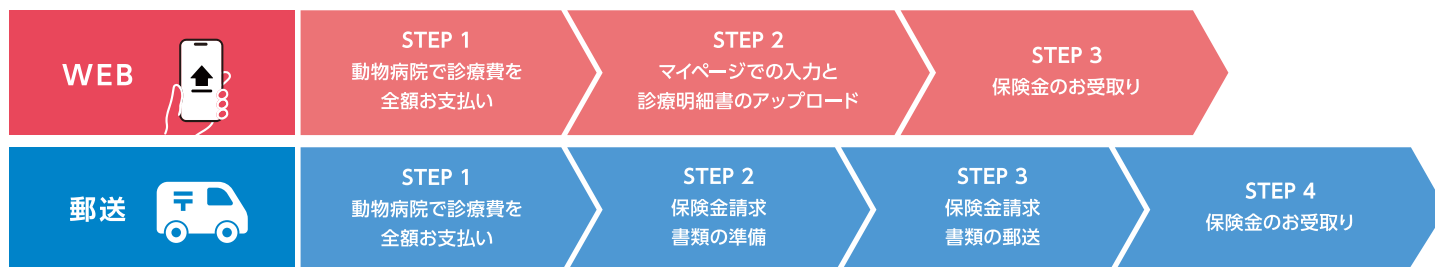 WEB
STEP 1
動物病院で診療費を
全額お支払い
STEP 2
マイページでの入力と
診療明細書のアップロード
STEP 3
保険金のお受取り
郵送
〒
STEP 1
動物病院で診療費を
全額お支払い
STEP 2
保険金請求
書類の準備
STEP 3
保険金請求
書類の郵送
STEP 4
保険金のお受取り